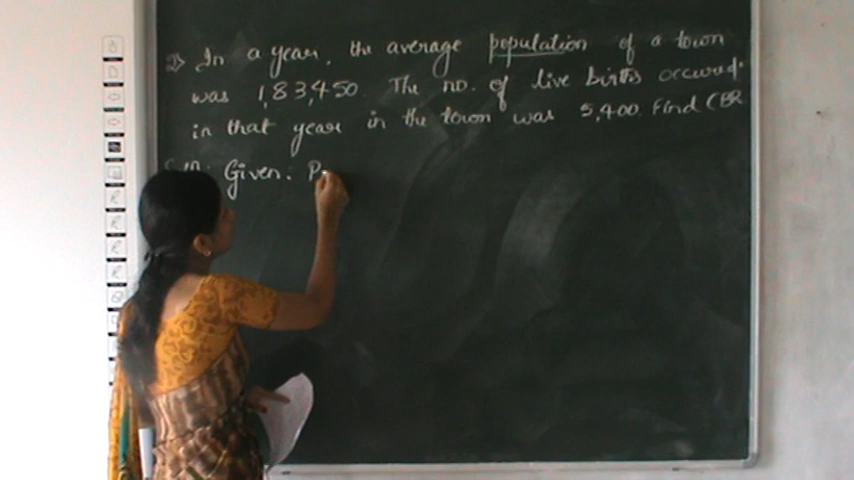 ⇒ In a year, the average population of a town
was 1,83,450. The no. of live births occured
in that year in the town was 5,400. Find CBR
Given: P